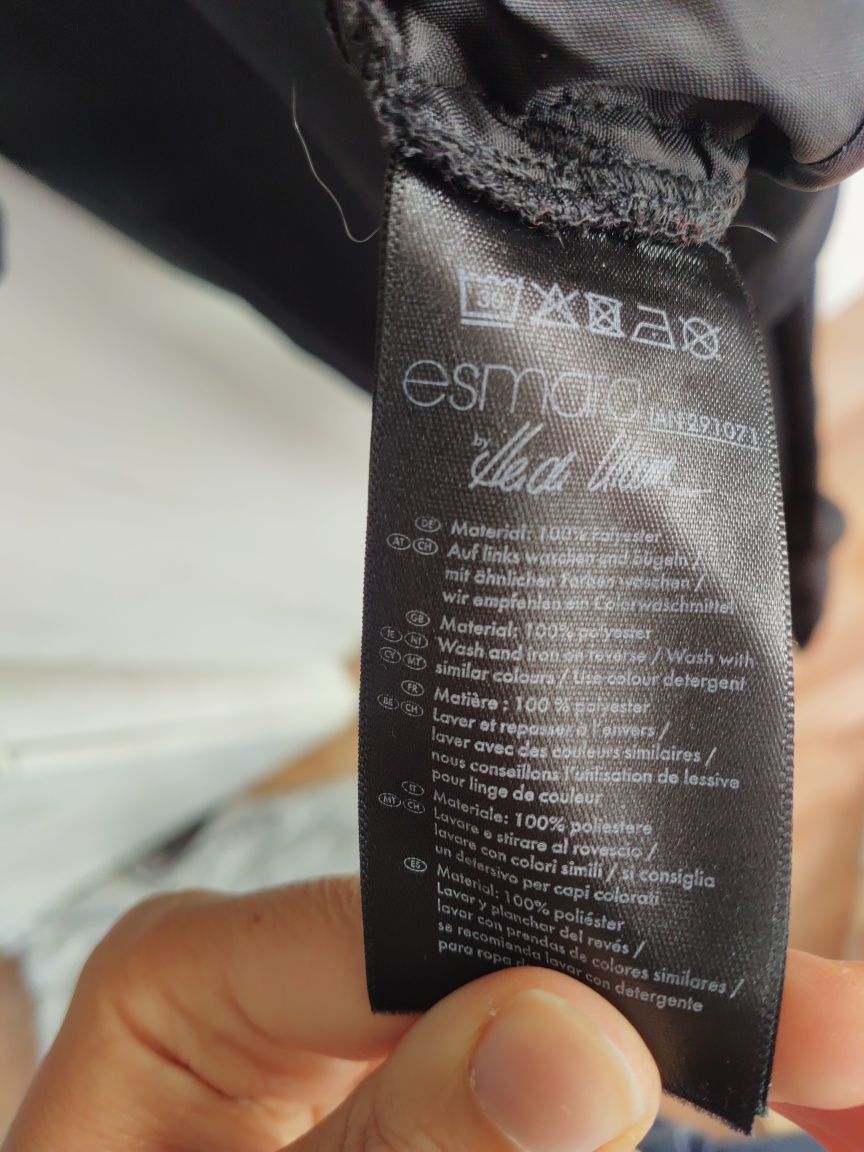 30
esmara IAN 291071
by Heidi Klum
DE Material: 100% Polyester
AT CH Auf links waschen und bügeln /
mit ähnlichen Farben waschen /
wir empfehlen ein Colorwaschmittel
GB Material: 100% polyester
IE NI Wash and iron on reverse / Wash with
CY MT similar colours / Use colour detergent
FR Matière : 100 % polyester
BE CH Laver et repasser à l'envers /
laver avec des couleurs similaires /
nous conseillons l'utilisation de lessive
pour linge de couleur
IT Materiale: 100% poliestere
MT CH Lavare e stirare al rovescio /
lavare con colori simili / si consiglia
un detersivo per capi colorati
ES Material: 100% poliéster
Lavar y planchar del revés /
lavar con prendas de colores similares /
se recomienda lavar con detergente
para ropa